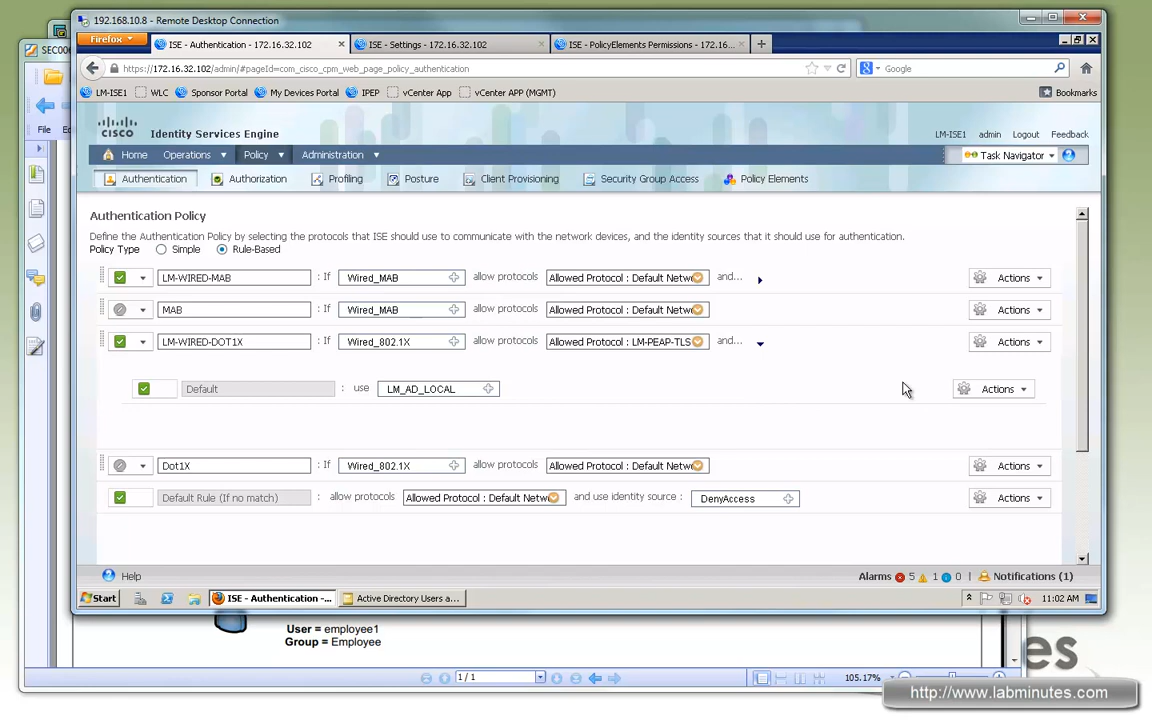 192.168.10.8 - Remote Desktop Connection
SEC00
Firefox
ISE - Authentication - 172.16.32.102
ISE - Settings - 172.16.32.102
ISE - PolicyElements Permissions - 172.16....
https://172.16.32.102/admin/#pageId=com_cisco_cpm_web_page_policy_authentication
Google
LM-ISE1 WLC Sponsor Portal My Devices Portal IPEP vCenter App vCenter APP (MGMT) Bookmarks
File
CISCO Identity Services Engine
LM-ISE1 admin Logout Feedback
Home Operations Policy Administration Task Navigator
Authentication Authorization Profiling Posture Client Provisioning Security Group Access Policy Elements
Authentication Policy
Define the Authentication Policy by selecting the protocols that ISE should use to communicate with the network devices, and the identity sources that it should use for authentication.
Policy Type Simple Rule-Based
LM-WIRED-MAB : If Wired_MAB allow protocols Allowed Protocol : Default Netw and... Actions
MAB : If Wired_MAB allow protocols Allowed Protocol : Default Netw Actions
LM-WIRED-DOT1X : If Wired_802.1X allow protocols Allowed Protocol : LM-PEAP-TLS and... Actions
Default : use LM_AD_LOCAL Actions
Dot1X : If Wired_802.1X allow protocols Allowed Protocol : Default Netw Actions
Default Rule (If no match) : allow protocols Allowed Protocol : Default Netw and use identity source : DenyAccess Actions
Help
Alarms 5 1 0 | Notifications (1)
Start ISE - Authentication -... Active Directory Users a... 11:02 AM
User = employee1
Group = Employee
es
1 / 1
105.17%
http://www.labminutes.com